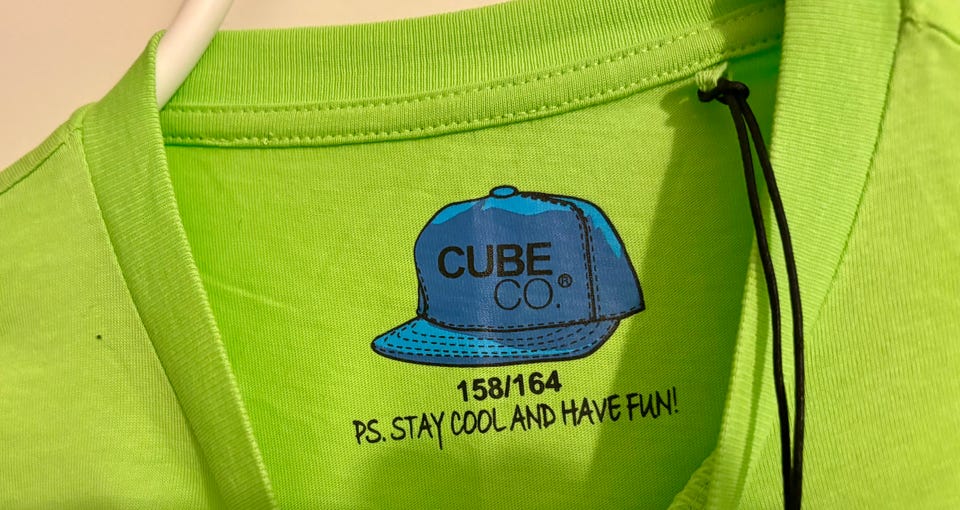 CUBE
CO.®
158/164
PS. STAY COOL AND HAVE FUN!